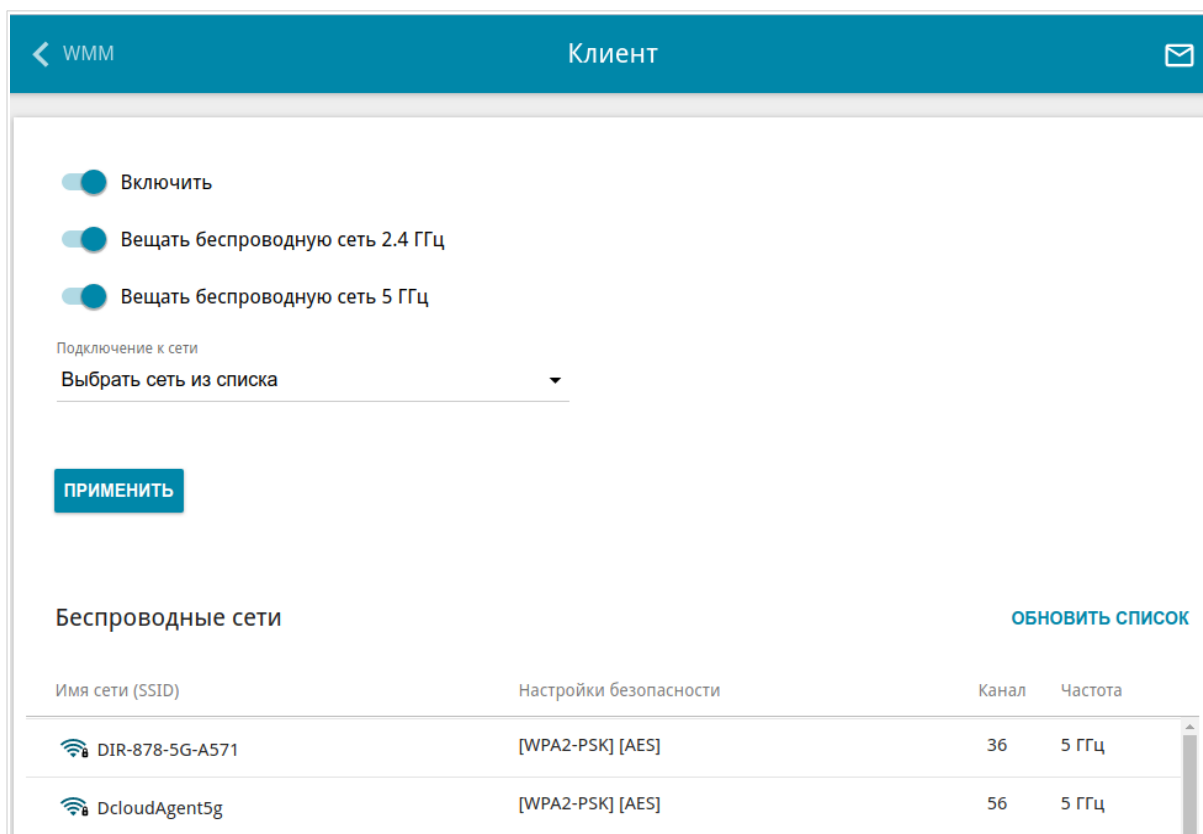 WMM Клиент
Включить
Вещать беспроводную сеть 2.4 ГГц
Вещать беспроводную сеть 5 ГГц
Подключение к сети
Выбрать сеть из списка
ПРИМЕНИТЬ
Беспроводные сети ОБНОВИТЬ СПИСОК
Имя сети (SSID) Настройки безопасности Канал Частота
DIR-878-5G-A571 [WPA2-PSK] [AES] 36 5 ГГц
DcloudAgent5g [WPA2-PSK] [AES] 56 5 ГГц